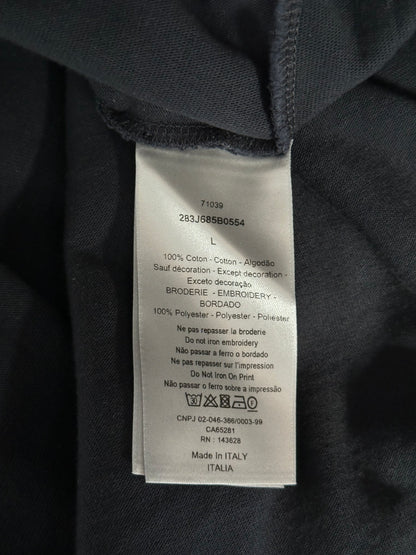 71039
283J685B0554
L
100% Coton - Cotton - Algodão
Sauf décoration - Except decoration -
Exceto decoração
BRODERIE - EMBROIDERY -
BORDADO
100% Polyester - Polyester - Polyester
Ne pas repasser la broderie
Do not iron embroidery
Não passar a ferro o bordado
Ne pas repasser sur l'impression
Do Not Iron On Print
Não passar o ferro sobre a impressão
CNPJ 02-046-386/0003-99
CA65281
RN : 143628
Made In ITALY
ITALIA